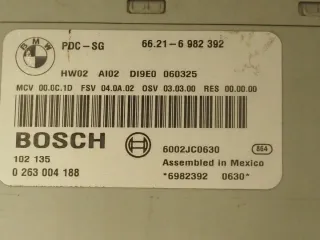 BMW
PDC-SG 66.21-6 982 392
HW02 AI02 DI9E0 060325
MCV 00.0C.1D FSV 04.0A.02 OSV 03.03.00 RES 00.00.00
BOSCH
6002JC0630 864
102 135 Assembled in Mexico
0 263 004 188 *6982392 0630*